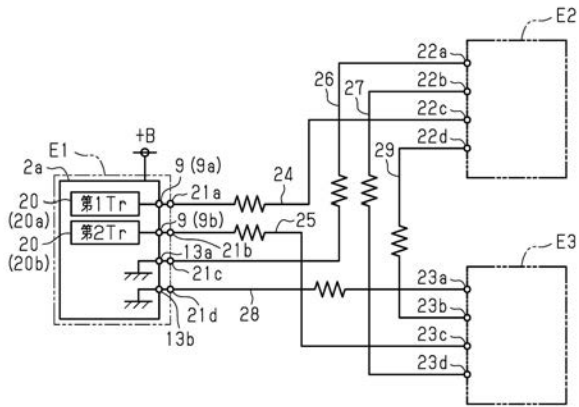 E2
22a
26
22b
27
22c
+B
22d
E1
2a
9 (9a)
24
29
21a
20
第1Tr
(20a)
9 (9b)
25
E3
20
第2Tr
21b
(20b)
13a
21c
23a
23b
21d
28
13b
23c
23d